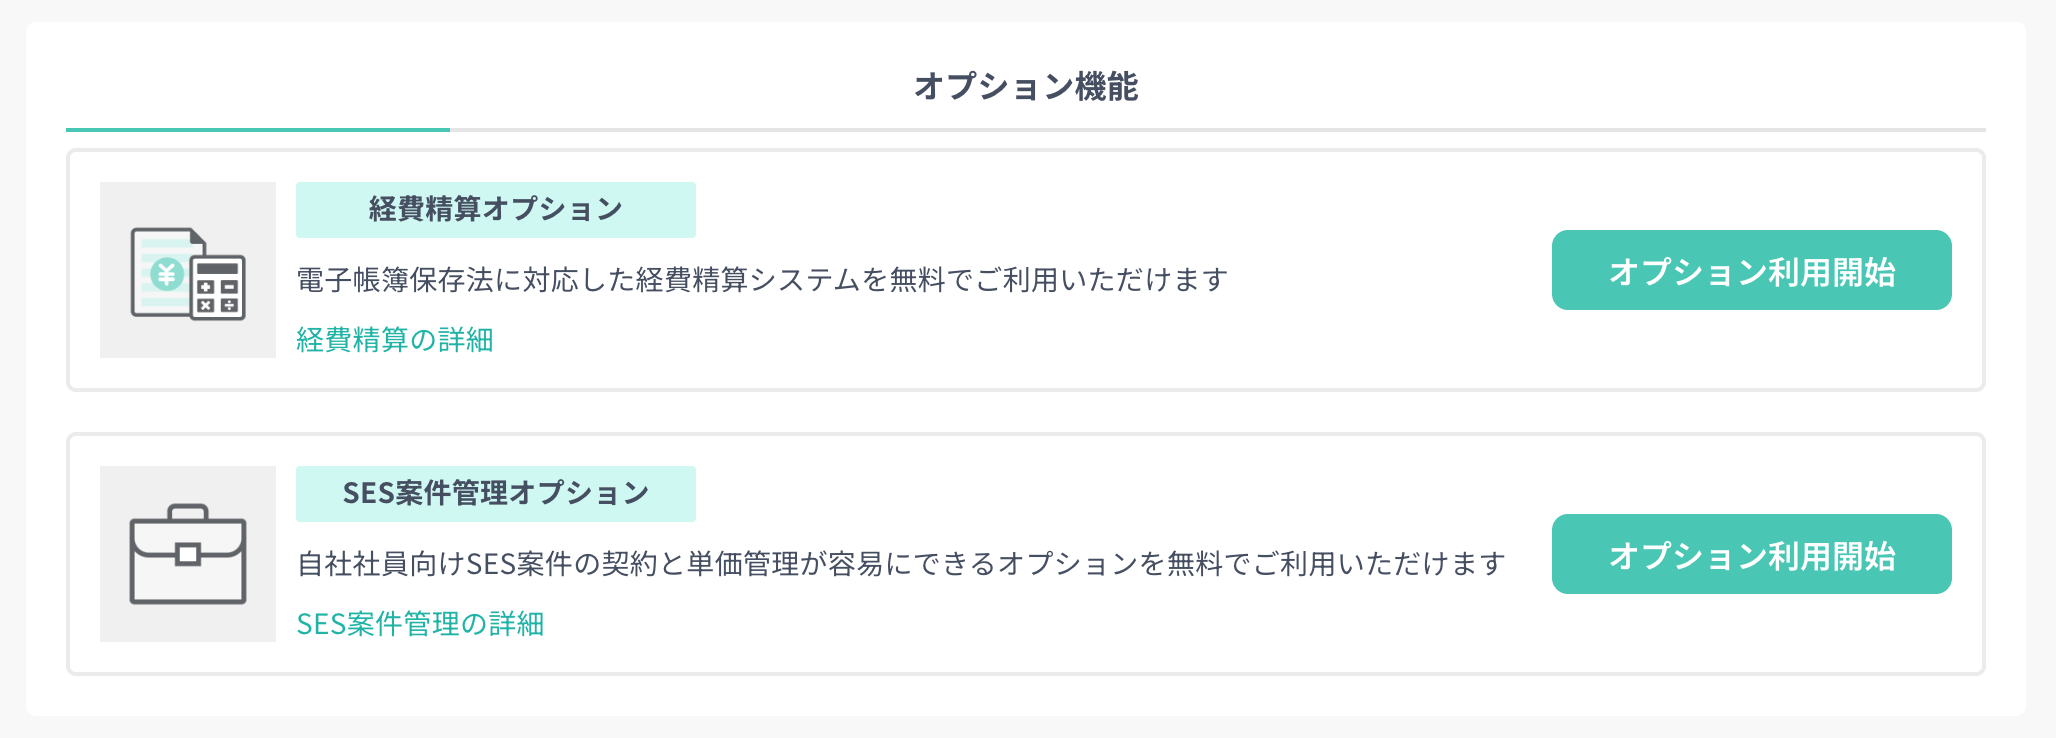 オプション機能
経費精算オプション
電子帳簿保存法に対応した経費精算システムを無料でご利用いただけます
経費精算の詳細
オプション利用開始
SES案件管理オプション
自社社員向けSES案件の契約と単価管理が容易にできるオプションを無料でご利用いただけます
SES案件管理の詳細
オプション利用開始